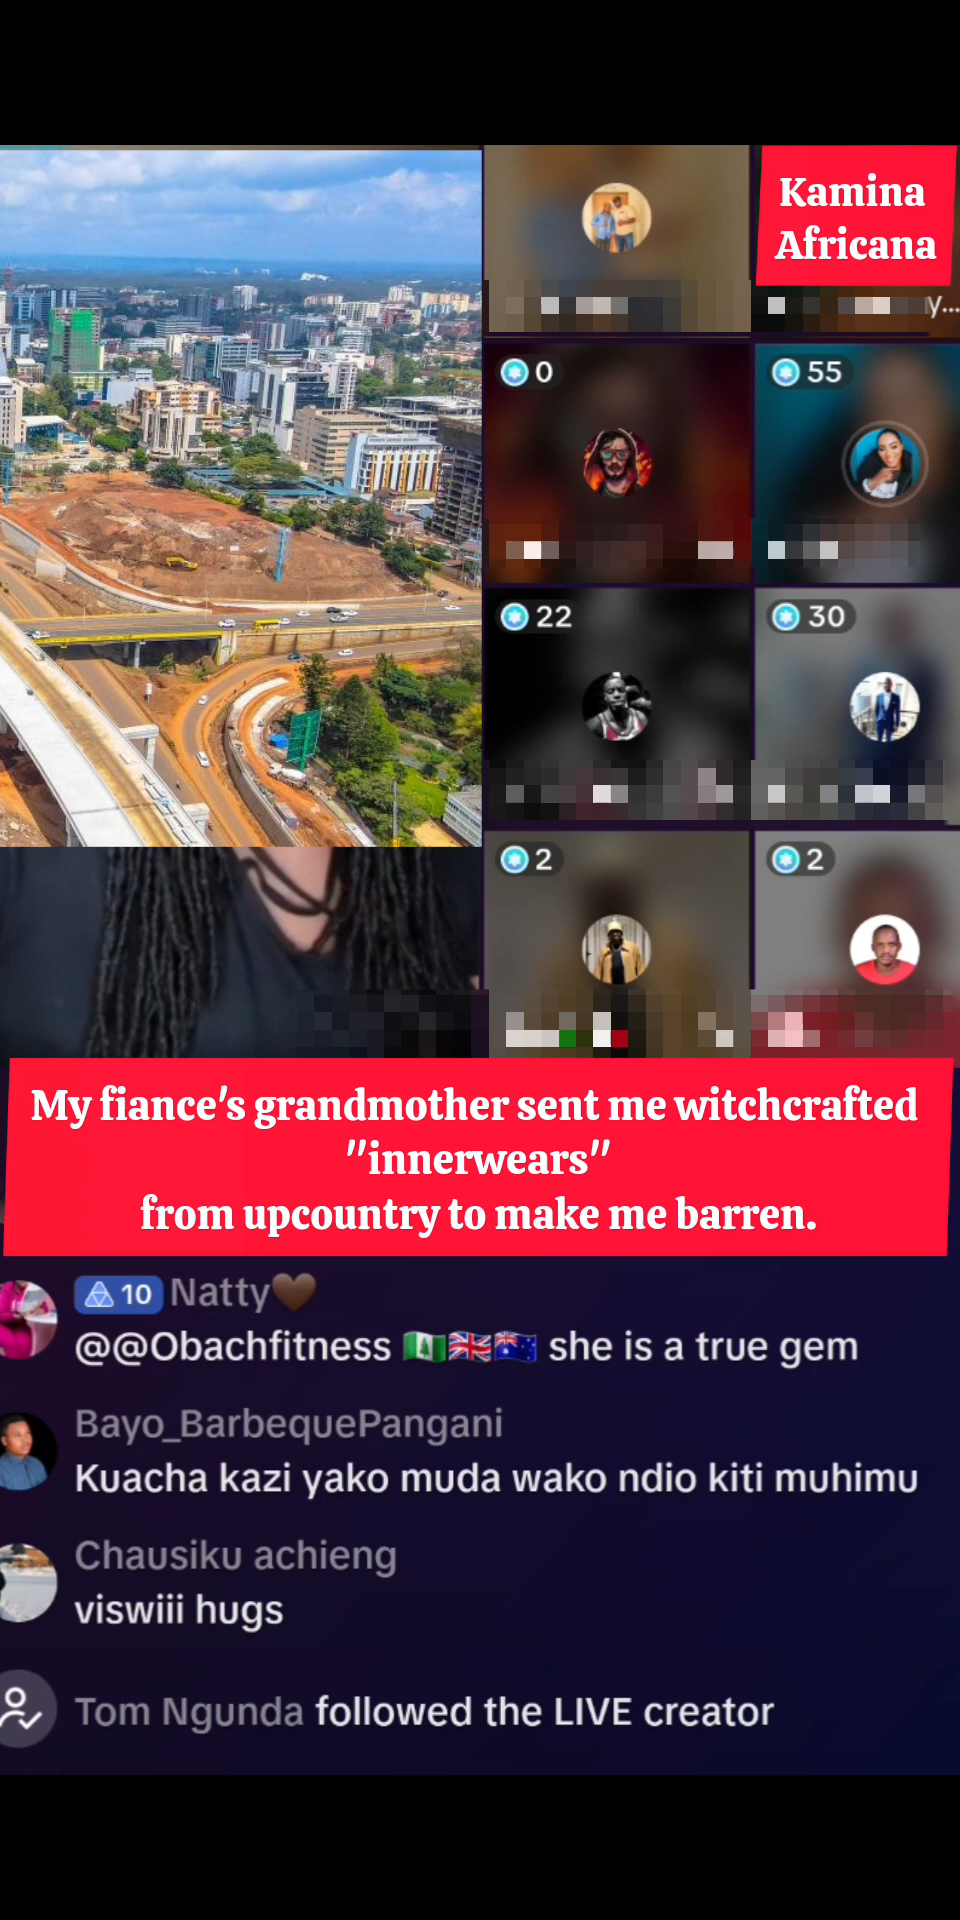 Kamina
Africana
y...
0
55
22
30
2
2
My fiance's grandmother sent me witchcrafted
"innerwears"
from upcountry to make me barren.
10 Natty🤎
@@Obachfitness 🇳🇫🇬🇧🇦🇺 she is a true gem
Bayo_BarbequePangani
Kuacha kazi yako muda wako ndio kiti muhimu
Chausiku achieng
viswiii hugs
Tom Ngunda followed the LIVE creator